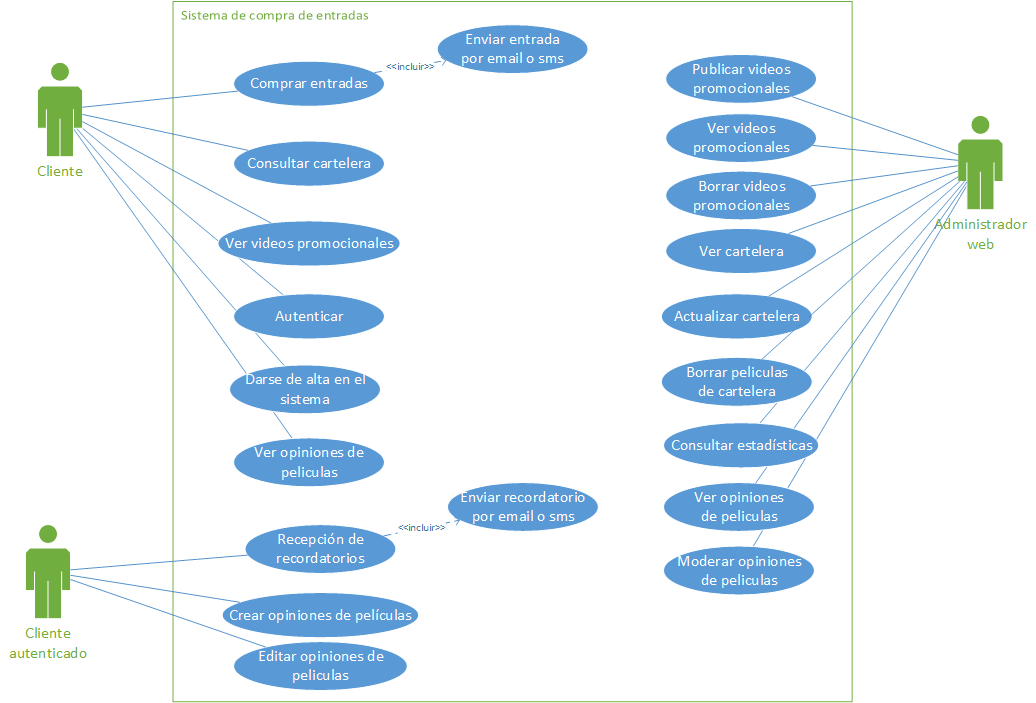 Sistema de compra de entradas
Cliente
Comprar entradas
<<incluir>>
Enviar entrada
por email o sms
Consultar cartelera
Ver videos promocionales
Autenticar
Darse de alta en el
sistema
Ver opiniones de
peliculas
Cliente
autenticado
Recepción de
recordatorios
<<incluir>>
Enviar recordatorio
por email o sms
Crear opiniones de películas
Editar opiniones de
peliculas
Publicar videos
promocionales
Ver videos
promocionales
Borrar videos
promocionales
Ver cartelera
Actualizar cartelera
Borrar peliculas
de cartelera
Consultar estadísticas
Ver opiniones
de peliculas
Moderar opiniones
de peliculas
Administrador
web